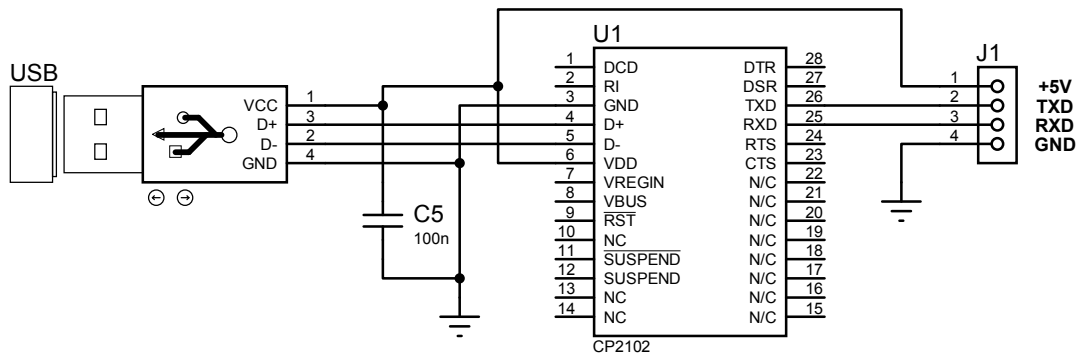 USB
VCC 1
D+ 3
D- 2
GND 4
C5
100n
U1
1 DCD
2 RI
3 GND
4 D+
5 D-
6 VDD
7 VREGIN
8 VBUS
9 RST
10 NC
11 SUSPEND
12 SUSPEND
13 NC
14 NC
DTR 28
DSR 27
TXD 26
RXD 25
RTS 24
CTS 23
N/C 22
N/C 21
N/C 20
N/C 19
N/C 18
N/C 17
N/C 16
N/C 15
CP2102
J1
1 +5V
2 TXD
3 RXD
4 GND